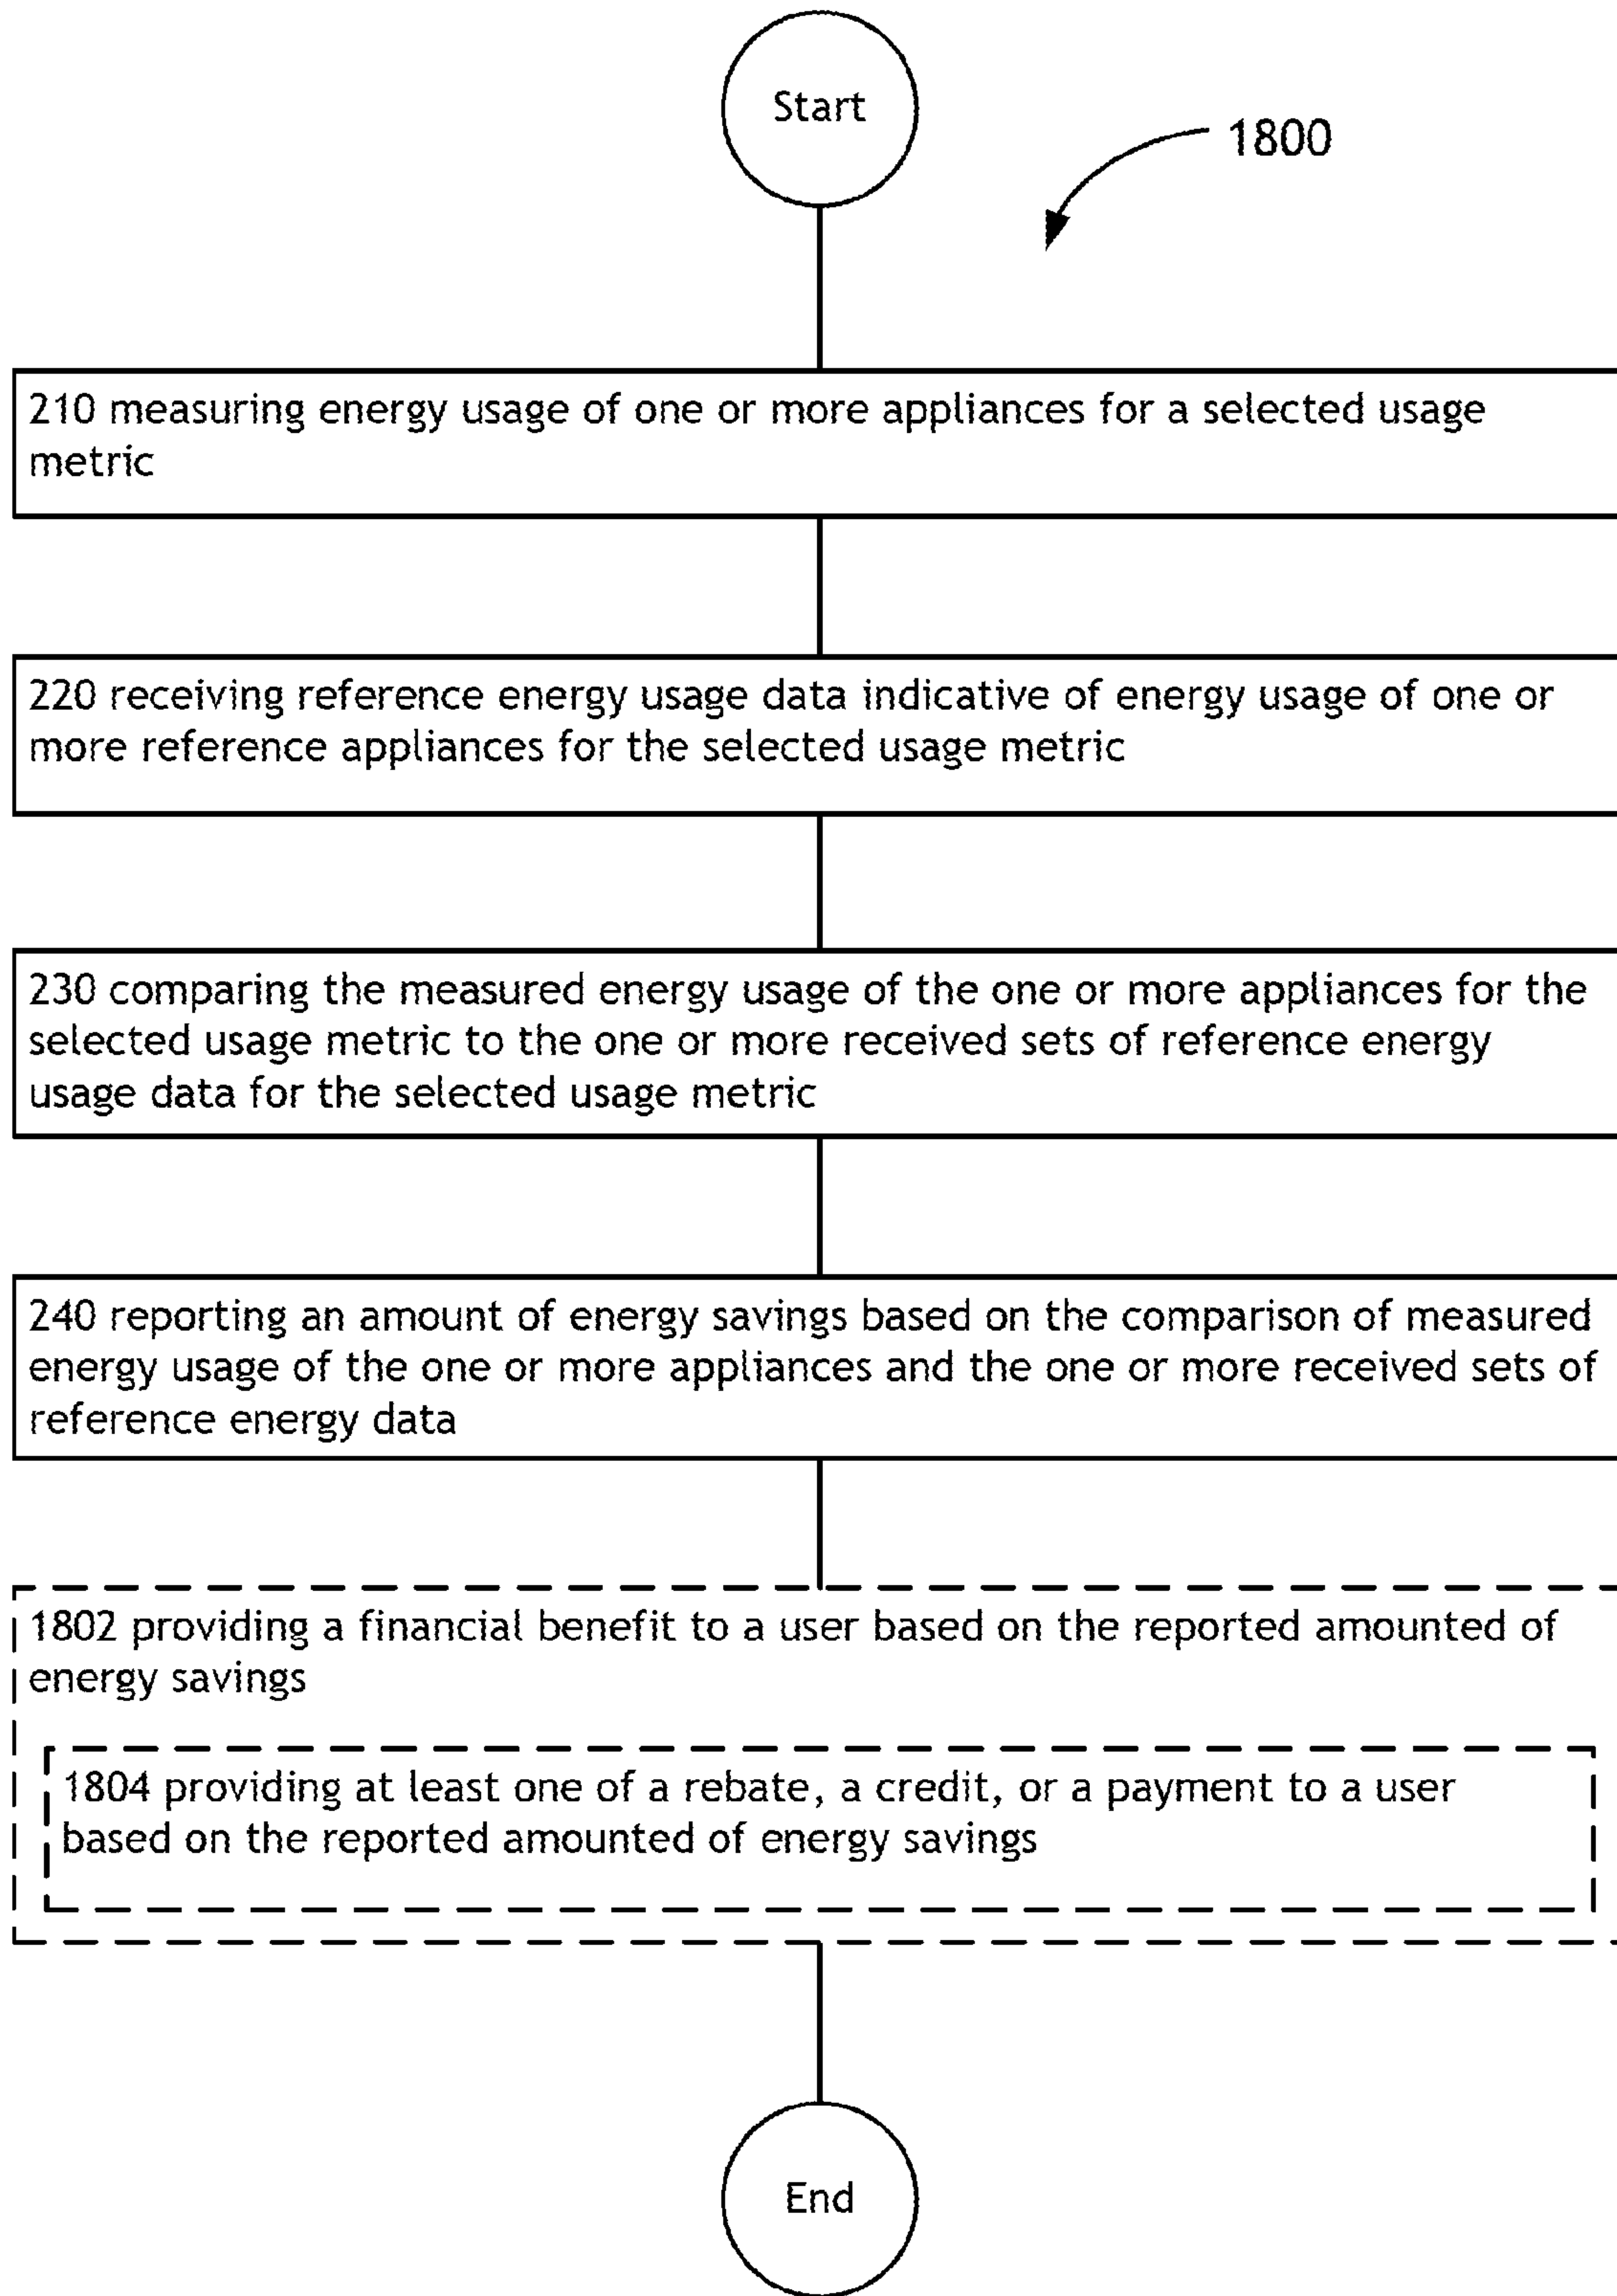 Start
1800
210 measuring energy usage of one or more appliances for a selected usage
metric
220 receiving reference energy usage data indicative of energy usage of one or
more reference appliances for the selected usage metric
230 comparing the measured energy usage of the one or more appliances for the
selected usage metric to the one or more received sets of reference energy
usage data for the selected usage metric
240 reporting an amount of energy savings based on the comparison of measured
energy usage of the one or more appliances and the one or more received sets of
reference energy data
1802 providing a financial benefit to a user based on the reported amounted of
energy savings
1804 providing at least one of a rebate, a credit, or a payment to a user
based on the reported amounted of energy savings
End